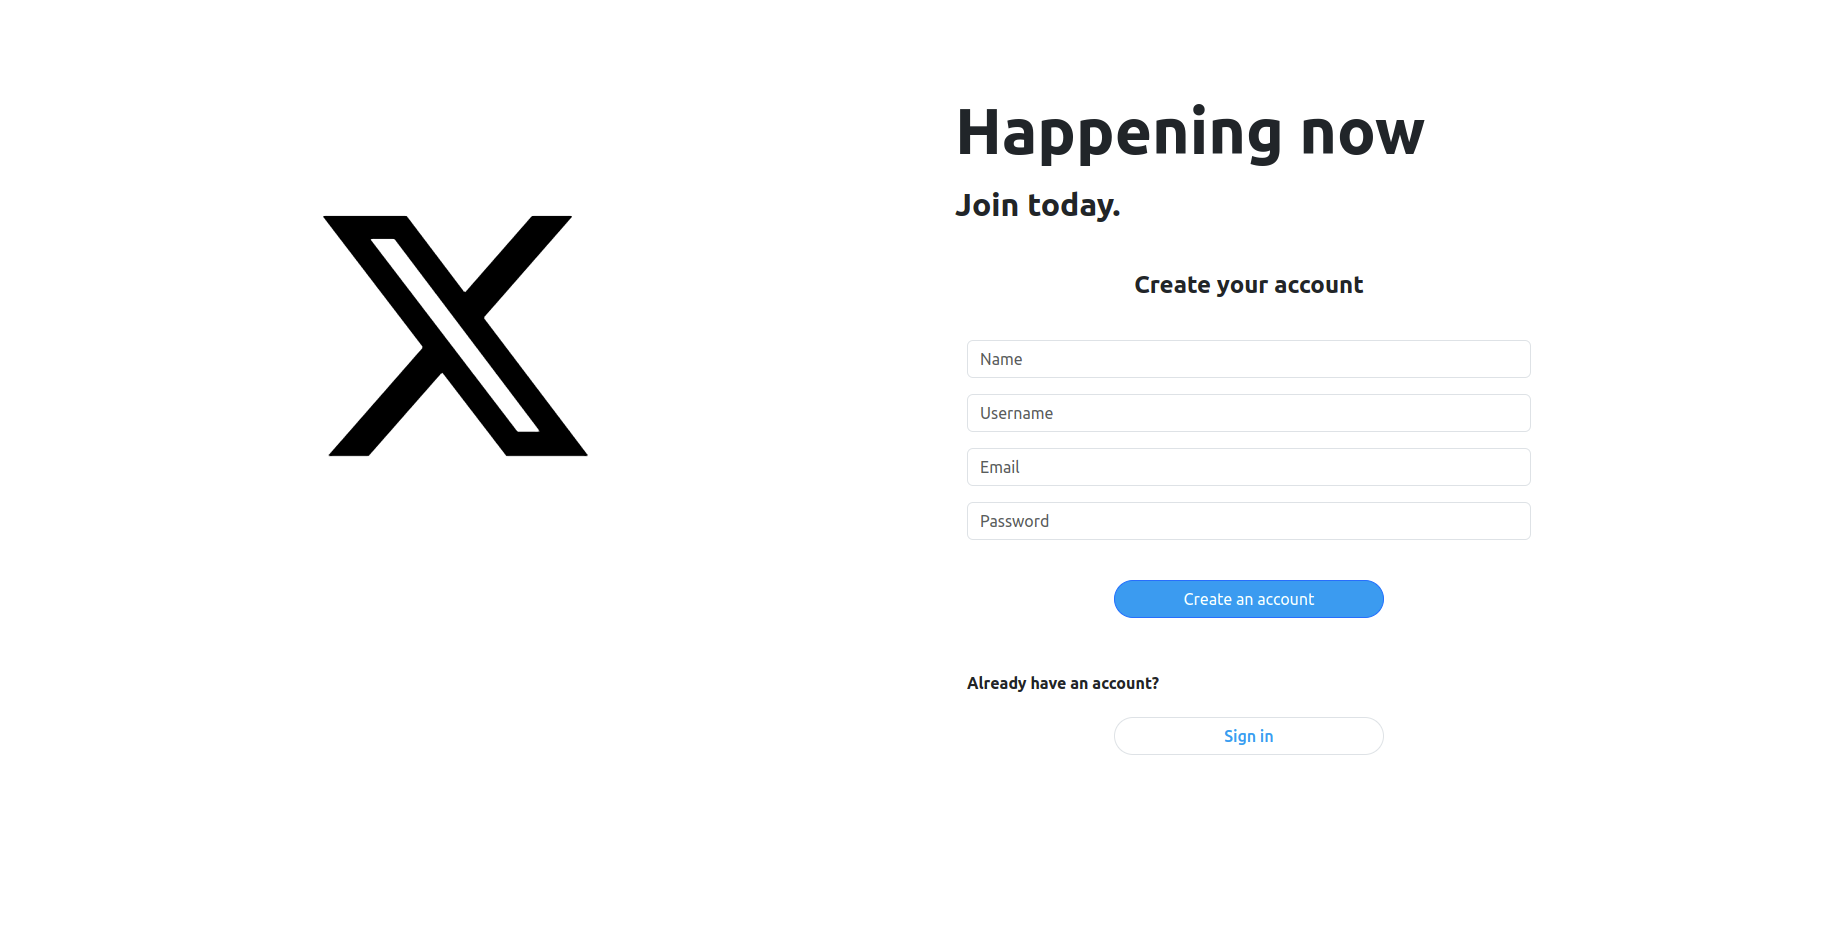 Happening now
Join today.
Create your account
Name
Username
Email
Password
Create an account
Already have an account?
Sign in